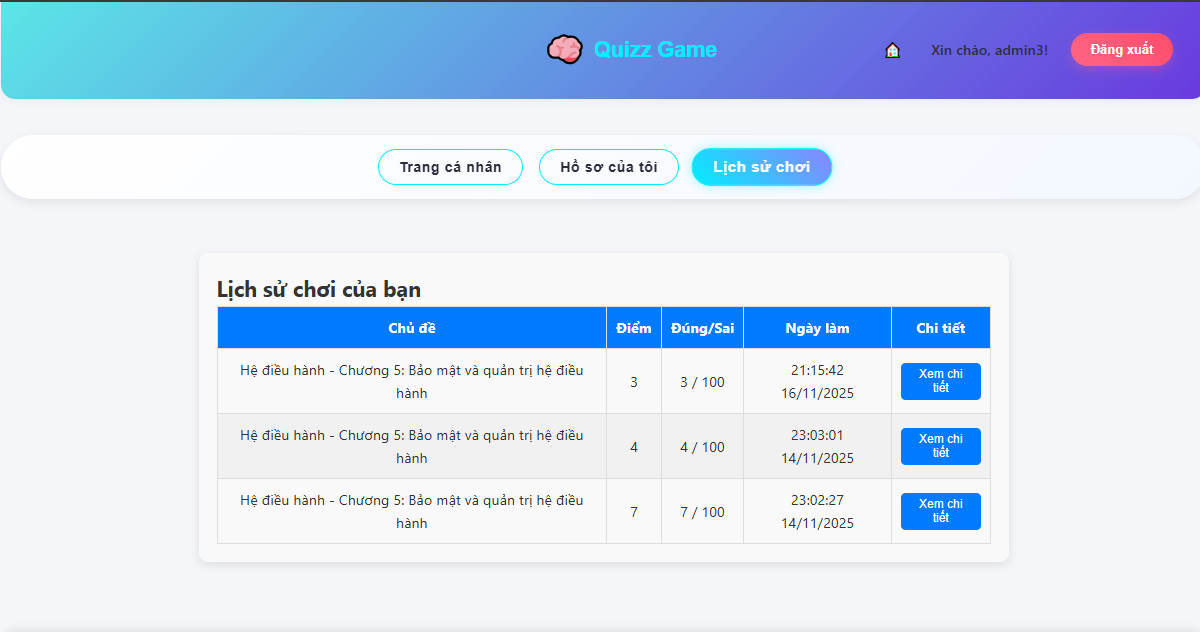 Quizz Game
Xin chào, admin3!
Đăng xuất
Trang cá nhân
Hồ sơ của tôi
Lịch sử chơi
Lịch sử chơi của bạn
Chủ đề
Điểm
Đúng/Sai
Ngày làm
Chi tiết
Hệ điều hành - Chương 5: Bảo mật và quản trị hệ điều
hành
3
3 / 100
21:15:42
16/11/2025
Xem chi
tiết
Hệ điều hành - Chương 5: Bảo mật và quản trị hệ điều
hành
4
4 / 100
23:03:01
14/11/2025
Xem chi
tiết
Hệ điều hành - Chương 5: Bảo mật và quản trị hệ điều
hành
7
7 / 100
23:02:27
14/11/2025
Xem chi
tiết